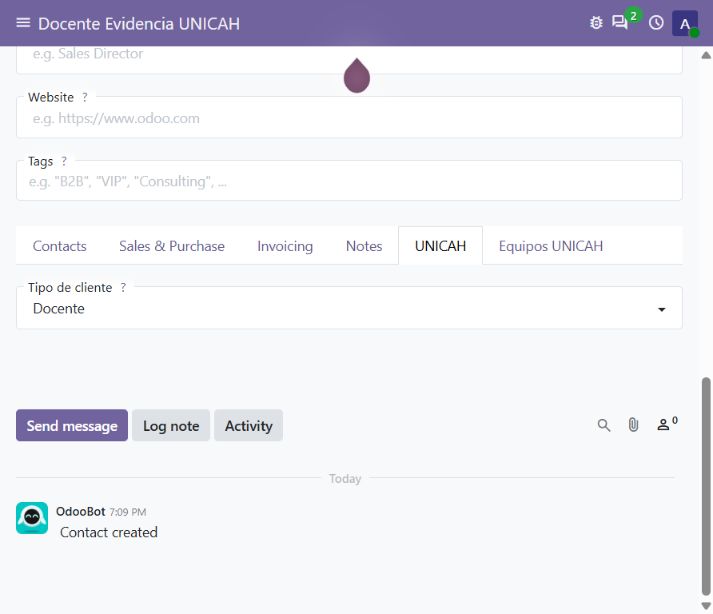 Docente Evidencia UNICAH
2
A
e.g. Sales Director
Website ?
e.g. https://www.odoo.com
Tags ?
e.g. "B2B", "VIP", "Consulting", ...
Contacts Sales & Purchase Invoicing Notes UNICAH Equipos UNICAH
Tipo de cliente ?
Docente
Send message Log note Activity 0
Today
OdooBot 7:09 PM
Contact created